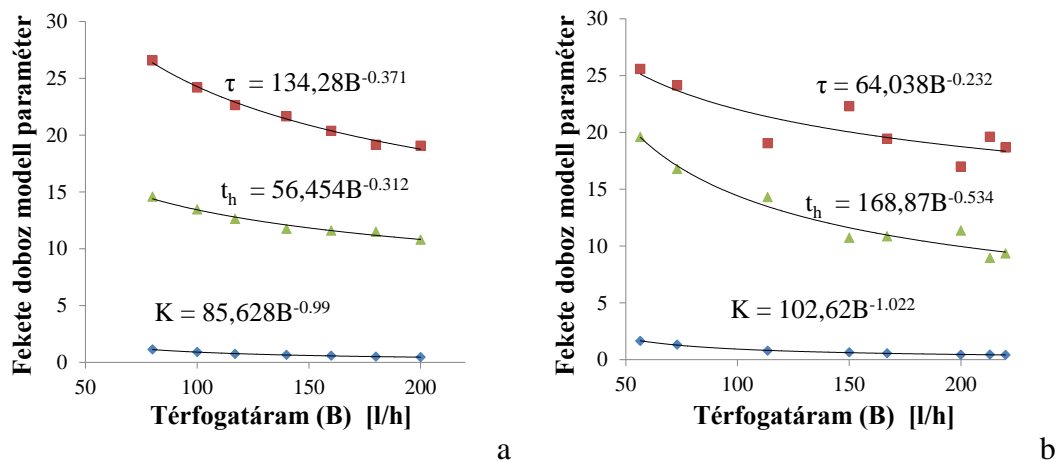 Fekete doboz modell paraméter
30
25
20
15
10
5
0
τ = 134,28B^-0.371
t_h = 56,454B^-0.312
K = 85,628B^-0.99
50
100
150
200
Térfogatáram (B) [l/h]
a
Fekete doboz modell paraméter
30
25
20
15
10
5
0
τ = 64,038B^-0.232
t_h = 168,87B^-0.534
K = 102,62B^-1.022
50
100
150
200
Térfogatáram (B) [l/h]
b